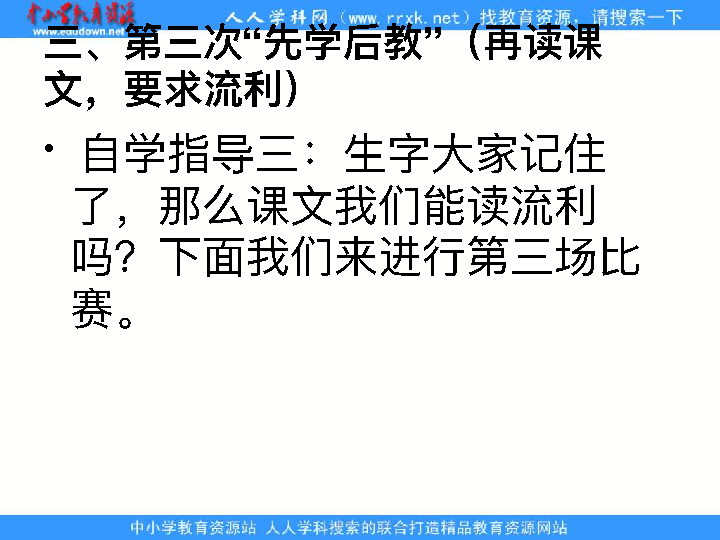 中小学教育资源
www.edudown.net
人人学科网（www.rrxk.net）找教育资源，请搜索一下
三、第三次“先学后教”（再读课
文，要求流利）
• 自学指导三：生字大家记住
了，那么课文我们能读流利
吗？下面我们来进行第三场比
赛。
中小学教育资源站 人人学科搜索的联合打造精品教育资源网站